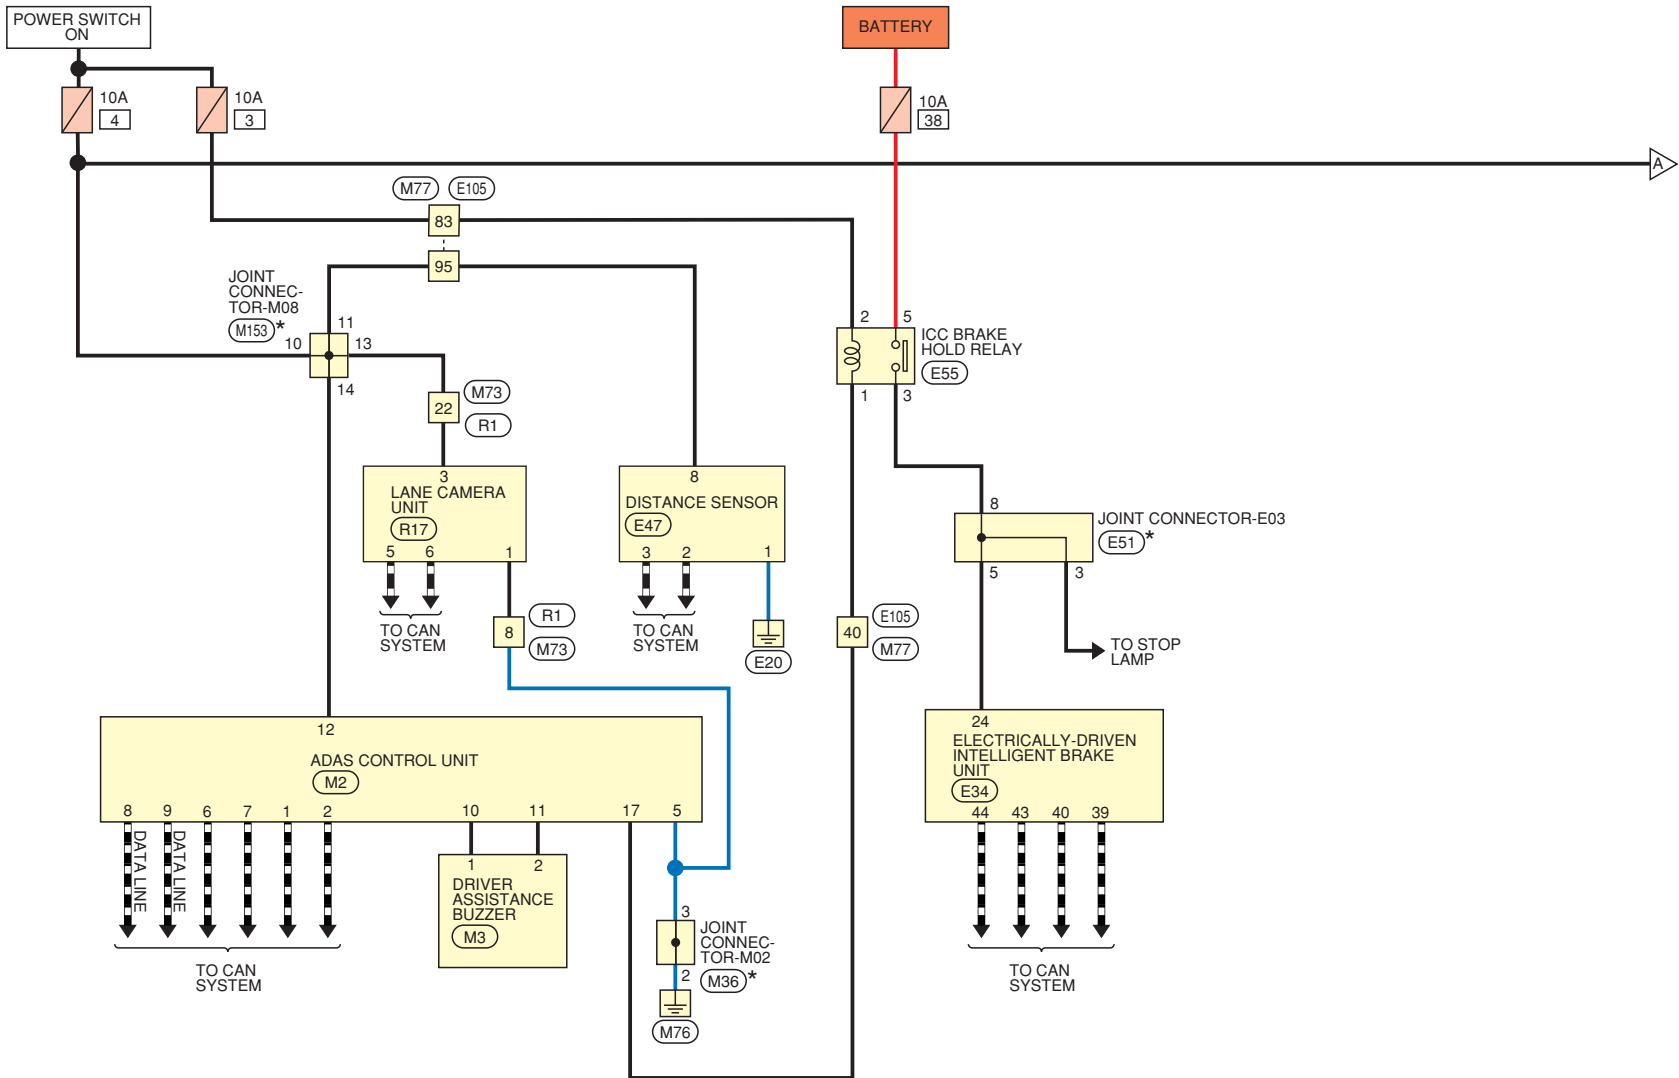 POWER SWITCH
ON
BATTERY
10A
4
10A
3
10A
38
A
M77
E105
83
95
JOINT
CONNEC-
TOR-M08
M153*
11
10
13
14
2
5
ICC BRAKE
HOLD RELAY
E55
1
3
22
M73
R1
3
LANE CAMERA
UNIT
R17
5
6
1
TO CAN
SYSTEM
8
R1
M73
8
DISTANCE SENSOR
E47
3
2
1
TO CAN
SYSTEM
E20
8
JOINT CONNECTOR-E03
E51*
5
3
TO STOP
LAMP
40
E105
M77
12
ADAS CONTROL UNIT
M2
8
9
6
7
1
2
10
11
17
5
DATA LINE
DATA LINE
TO CAN
SYSTEM
1
2
DRIVER
ASSISTANCE
BUZZER
M3
3
JOINT
CONNEC-
TOR-M02
M36*
2
M76
24
ELECTRICALLY-DRIVEN
INTELLIGENT BRAKE
UNIT
E34
44
43
40
39
TO CAN
SYSTEM